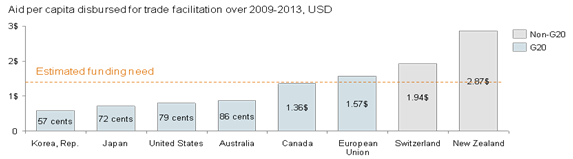 Aid per capita disbursed for trade facilitation over 2009-2013, USD
3$
Non-G20
G20
Estimated funding need
2$
1$
0
57 cents
72 cents
79 cents
86 cents
1.36$
1.57$
1.94$
2.87$
Korea, Rep.
Japan
United States
Australia
Canada
European
Union
Switzerland
New Zealand